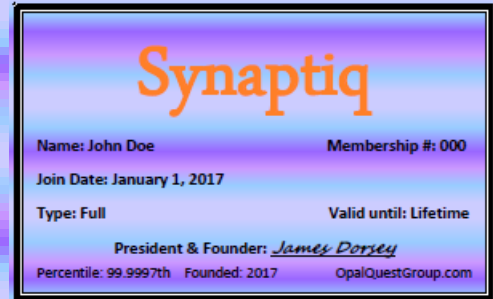 Synaptiq
Name: John Doe Membership #: 000
Join Date: January 1, 2017
Type: Full Valid until: Lifetime
President & Founder: James Dorsey
Percentile: 99.9997th Founded: 2017 OpalQuestGroup.com